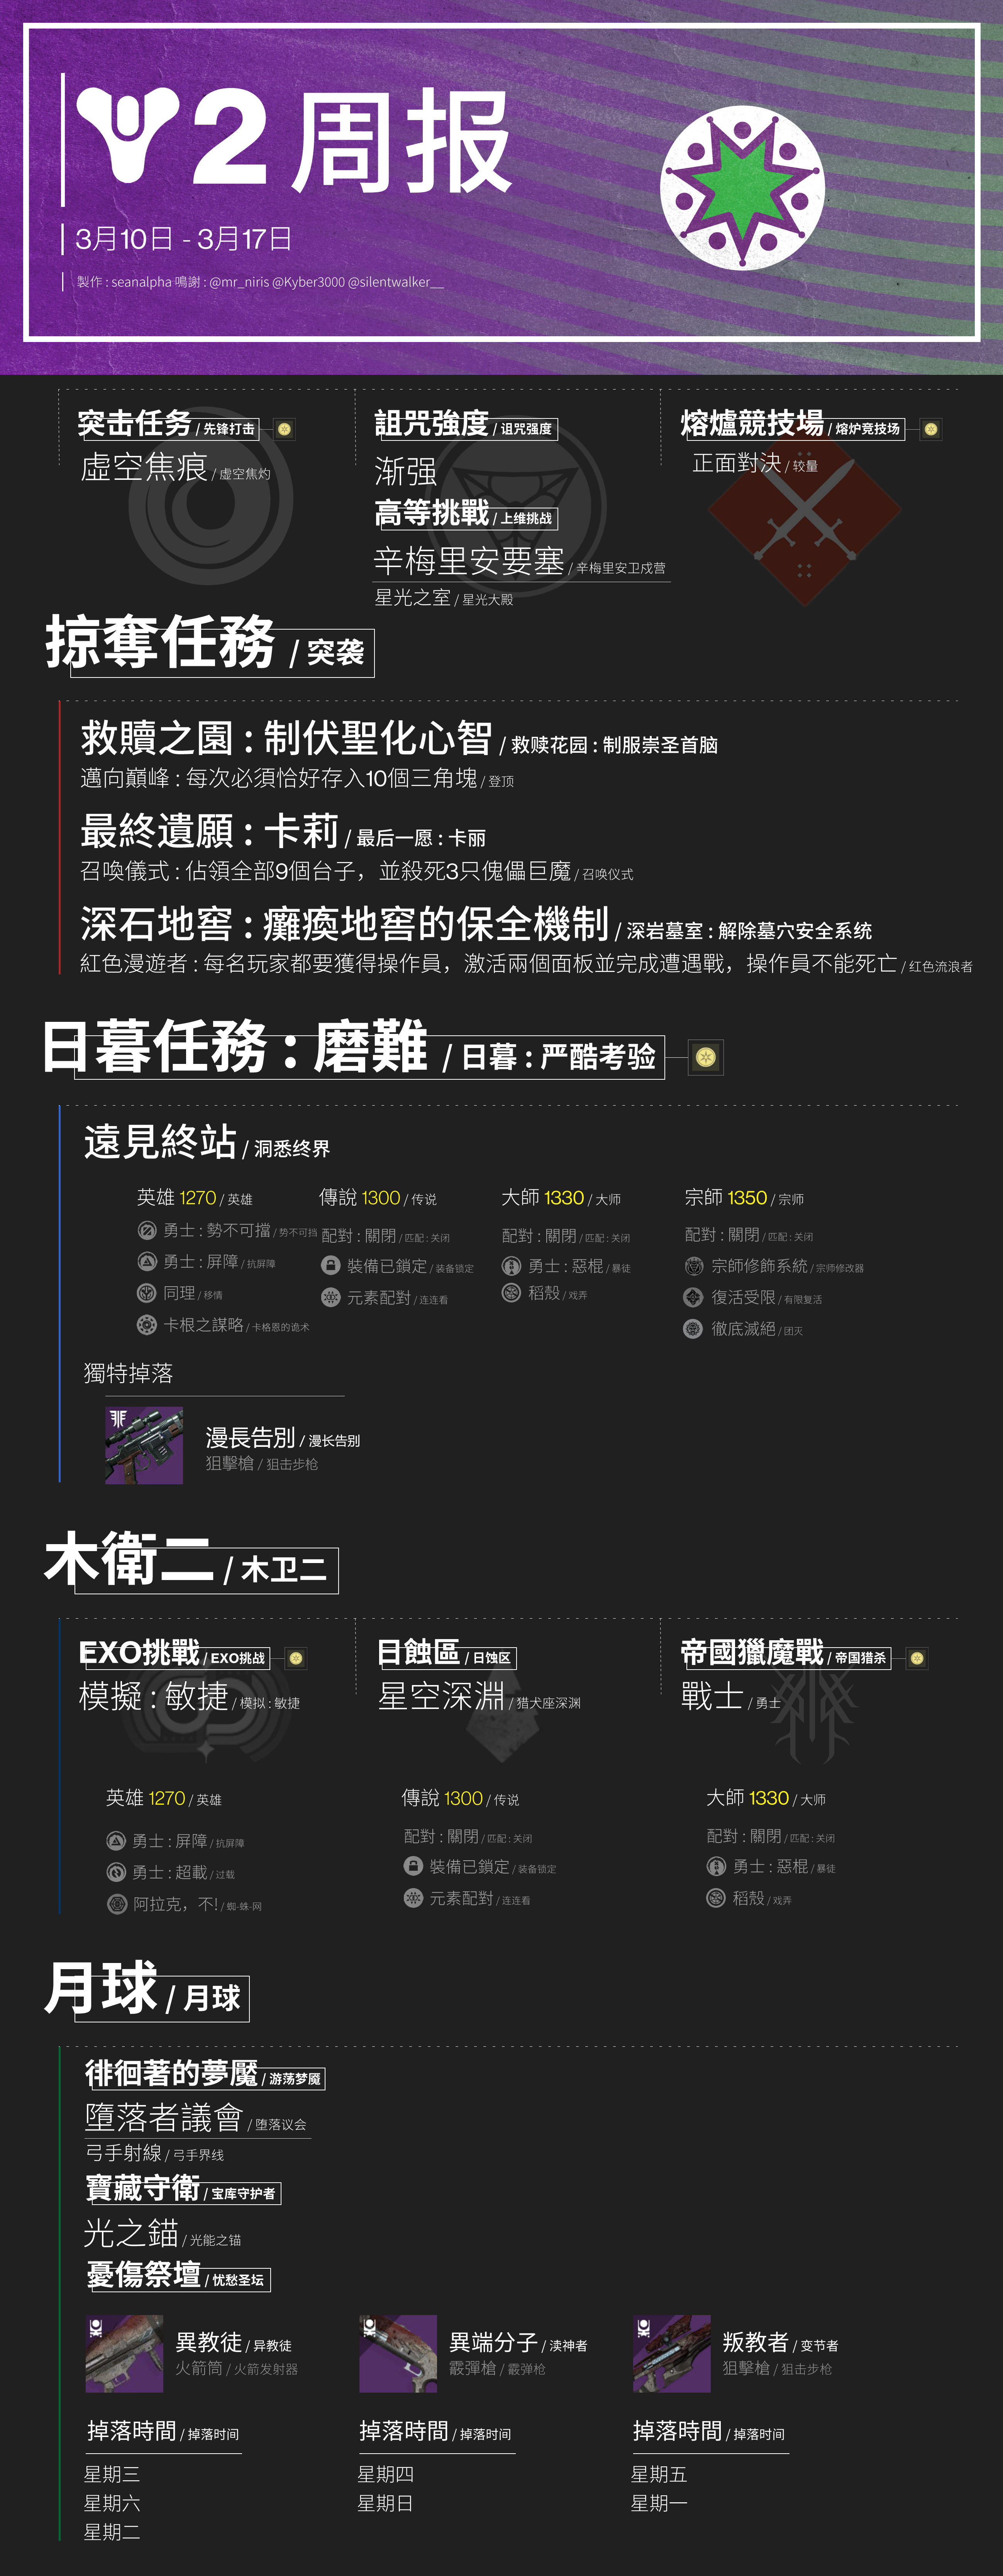 2 周报
3月10日 - 3月17日
製作 : seanalpha 鳴謝 : @mr_niris @Kyber3000 @silentwalker__
突击任务 / 先锋打击
虛空焦痕 / 虚空焦灼
詛咒強度 / 诅咒强度
渐强
高等挑戰 / 上维挑战
辛梅里安要塞 / 辛梅里安卫戍营
星光之室 / 星光大殿
熔爐競技場 / 熔炉竞技场
正面對決 / 较量
掠奪任務 / 突袭
救贖之園 : 制伏聖化心智 / 救赎花园 : 制服崇圣首脑
邁向巔峰 : 每次必須恰好存入10個三角塊 / 登顶
最終遺願 : 卡莉 / 最后一愿 : 卡丽
召喚儀式 : 佔領全部9個台子，並殺死3只傀儡巨魔 / 召唤仪式
深石地窖 : 癱瘓地窖的保全機制 / 深岩墓室 : 解除墓穴安全系统
紅色漫遊者 : 每名玩家都要獲得操作員，激活兩個面板並完成遭遇戰，操作員不能死亡 / 红色流浪者
日暮任務 : 磨難 / 日暮 : 严酷考验
遠見終站 / 洞悉终界
英雄 1270 / 英雄
勇士 : 勢不可擋 / 势不可挡
勇士 : 屏障 / 抗屏障
同理 / 移情
卡根之謀略 / 卡格恩的诡术
傳說 1300 / 传说
配對 : 關閉 / 匹配 : 关闭
裝備已鎖定 / 装备锁定
元素配對 / 连连看
大師 1330 / 大师
配對 : 關閉 / 匹配 : 关闭
勇士 : 惡棍 / 暴徒
稻殼 / 戏弄
宗師 1350 / 宗师
配對 : 關閉 / 匹配 : 关闭
宗師修飾系統 / 宗师修改器
復活受限 / 有限复活
徹底滅絕 / 团灭
獨特掉落
漫長告別 / 漫长告别
狙擊槍 / 狙击步枪
木衛二 / 木卫二
EXO挑戰 / EXO挑战
模擬 : 敏捷 / 模拟 : 敏捷
日蝕區 / 日蚀区
星空深淵 / 猎犬座深渊
帝國獵魔戰 / 帝国猎杀
戰士 / 勇士
英雄 1270 / 英雄
勇士 : 屏障 / 抗屏障
勇士 : 超載 / 过载
阿拉克，不! / 蜘-蛛-网
傳說 1300 / 传说
配對 : 關閉 / 匹配 : 关闭
裝備已鎖定 / 装备锁定
元素配對 / 连连看
大師 1330 / 大师
配對 : 關閉 / 匹配 : 关闭
勇士 : 惡棍 / 暴徒
稻殼 / 戏弄
月球 / 月球
徘徊著的夢魘 / 游荡梦魇
墮落者議會 / 堕落议会
弓手射線 / 弓手界线
寶藏守衛 / 宝库守护者
光之錨 / 光能之锚
憂傷祭壇 / 忧愁圣坛
異教徒 / 异教徒
火箭筒 / 火箭发射器
掉落時間 / 掉落时间
星期三
星期六
星期二
異端分子 / 渎神者
霰彈槍 / 霰弹枪
掉落時間 / 掉落时间
星期四
星期日
叛教者 / 变节者
狙擊槍 / 狙击步枪
掉落時間 / 掉落时间
星期五
星期一